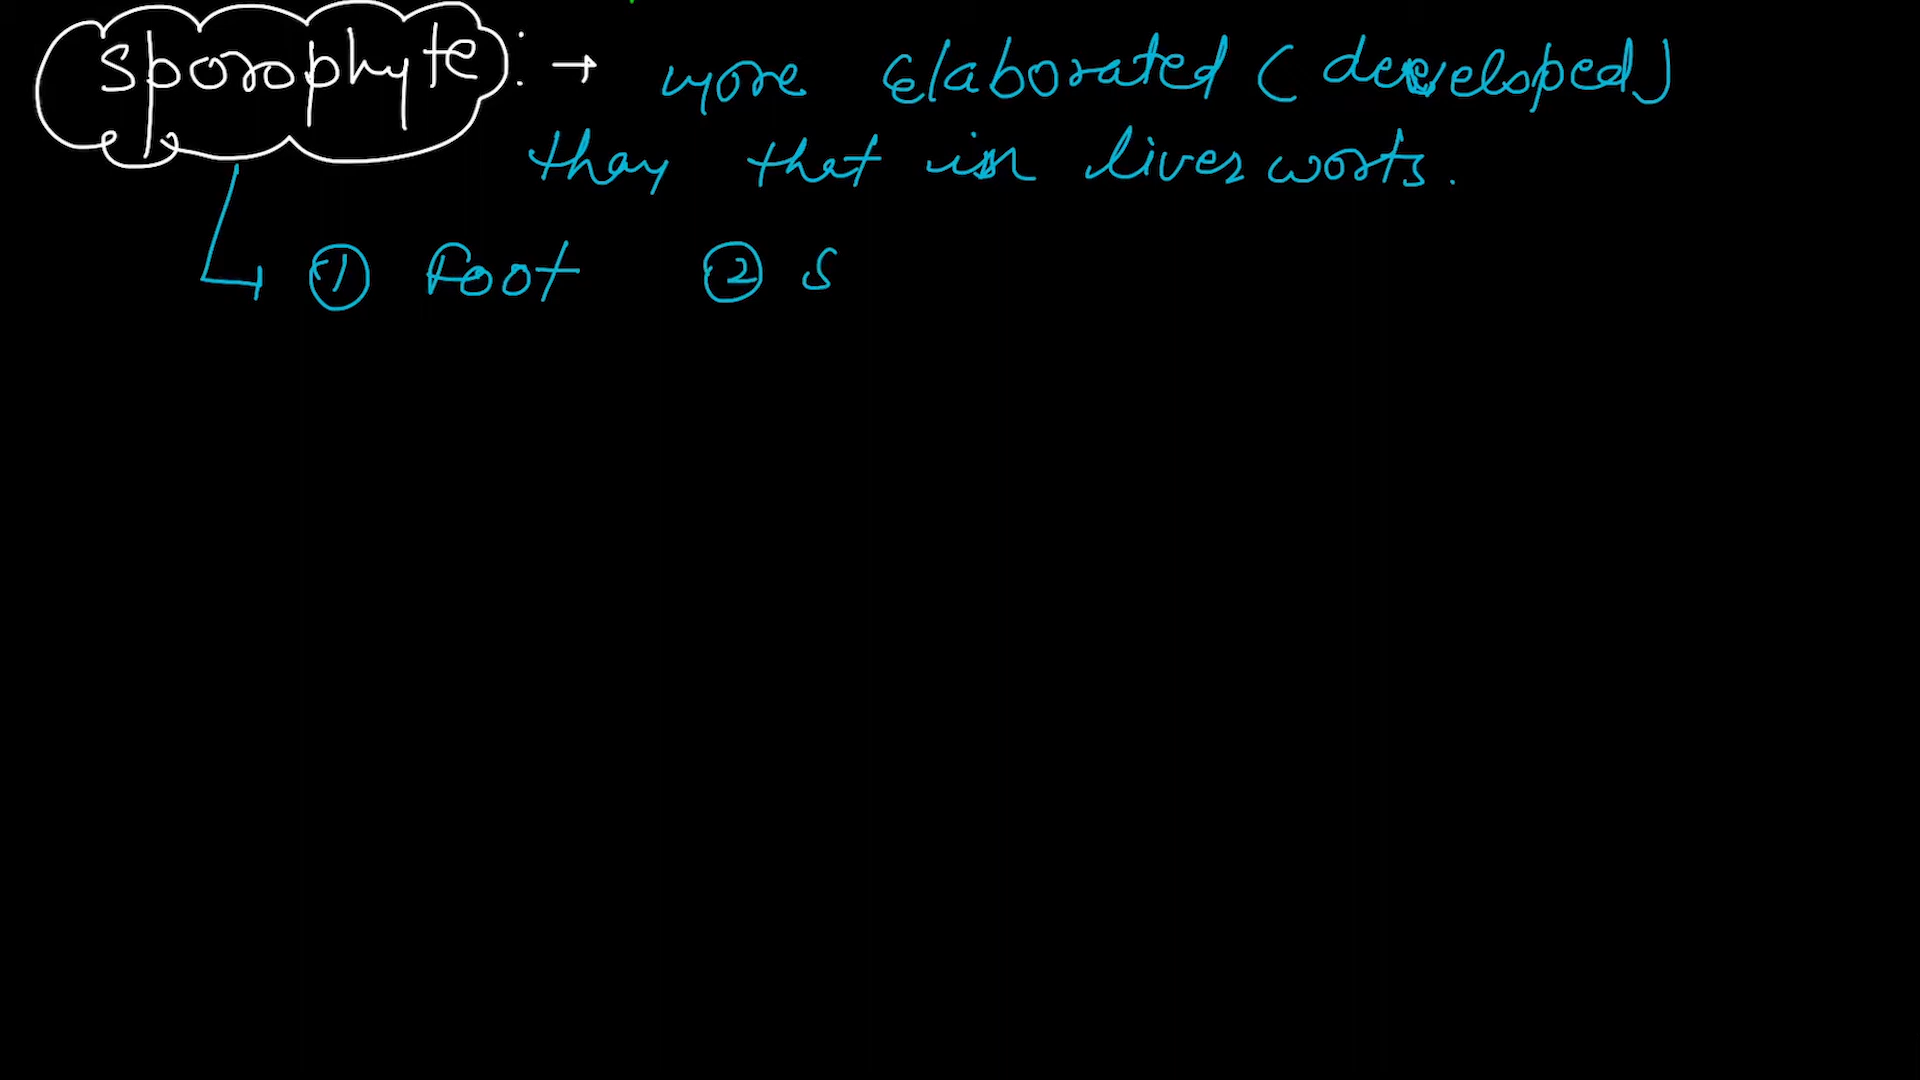 sporophyte : → more elaborated (developed)
than that in liverworts.
① Foot ② S